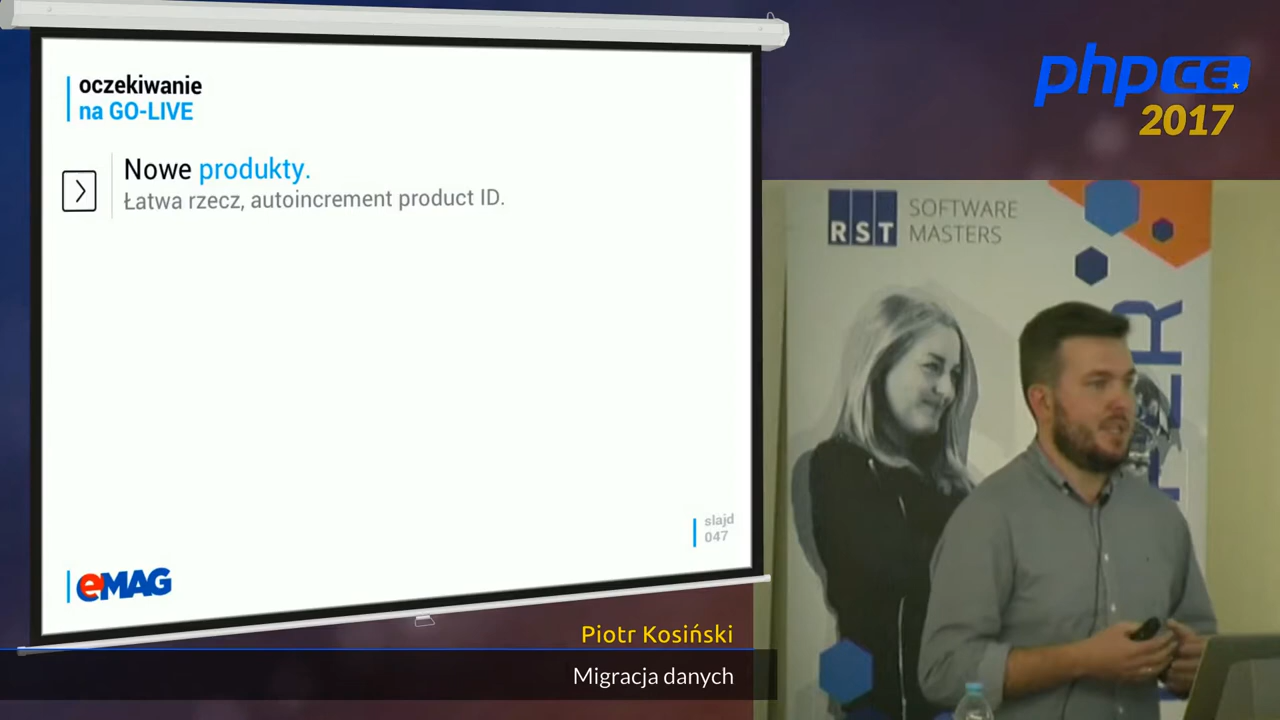 oczekiwanie
na GO-LIVE
Nowe produkty.
Łatwa rzecz, autoincrement product ID.
slajd
047
eMAG
phpCE
2017
RST SOFTWARE
MASTERS
Piotr Kosiński
Migracja danych